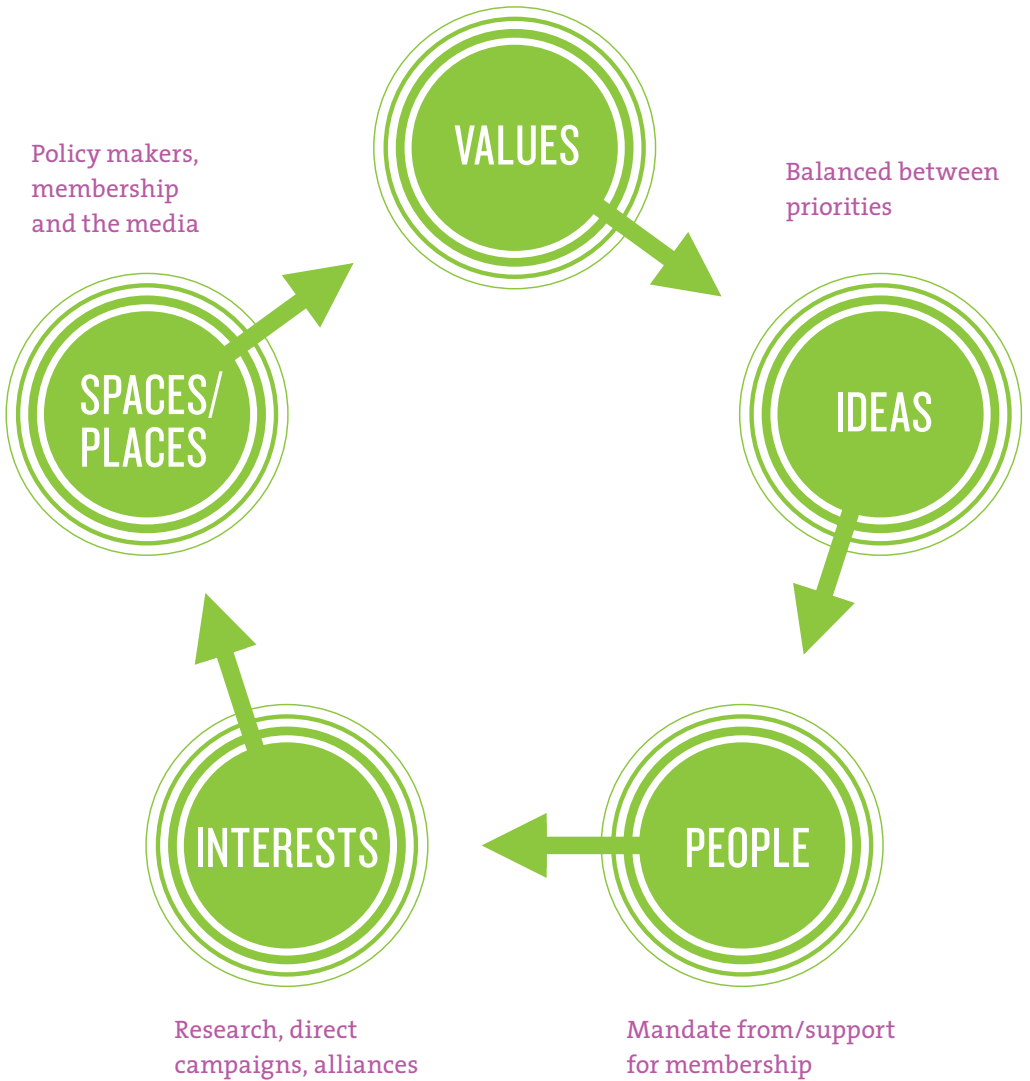 VALUES
Policy makers,
membership
and the media
Balanced between
priorities
SPACES/
PLACES
IDEAS
INTERESTS
PEOPLE
Research, direct
campaigns, alliances
Mandate from/support
for membership